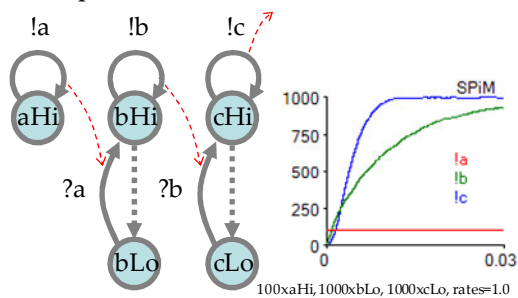 !a
!b
!c
aHi
bHi
cHi
?a
?b
bLo
cLo
SPiM
1000
750
500
250
0
!a
!b
!c
0
0.03
100xaHi, 1000xbLo, 1000xcLo, rates=1.0